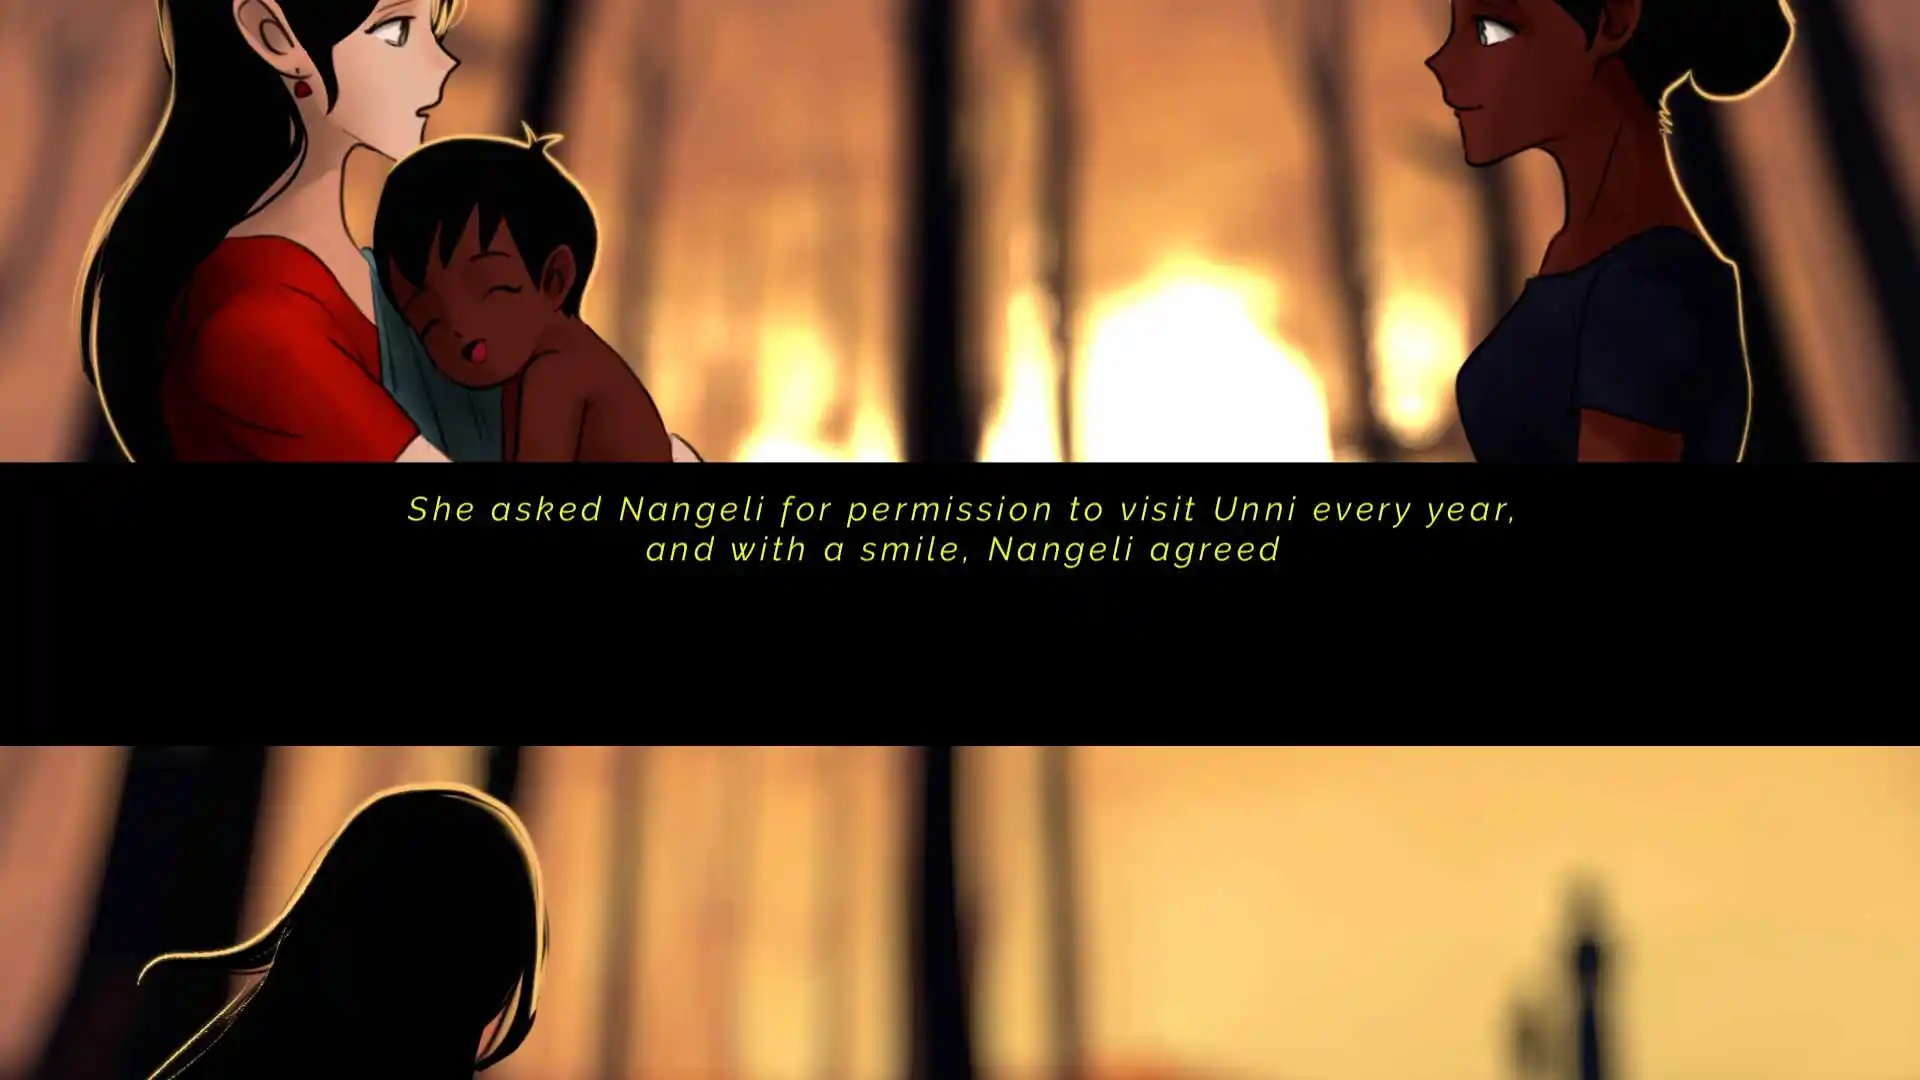 She asked Nangeli for permission to visit Unni every year,
and with a smile, Nangeli agreed